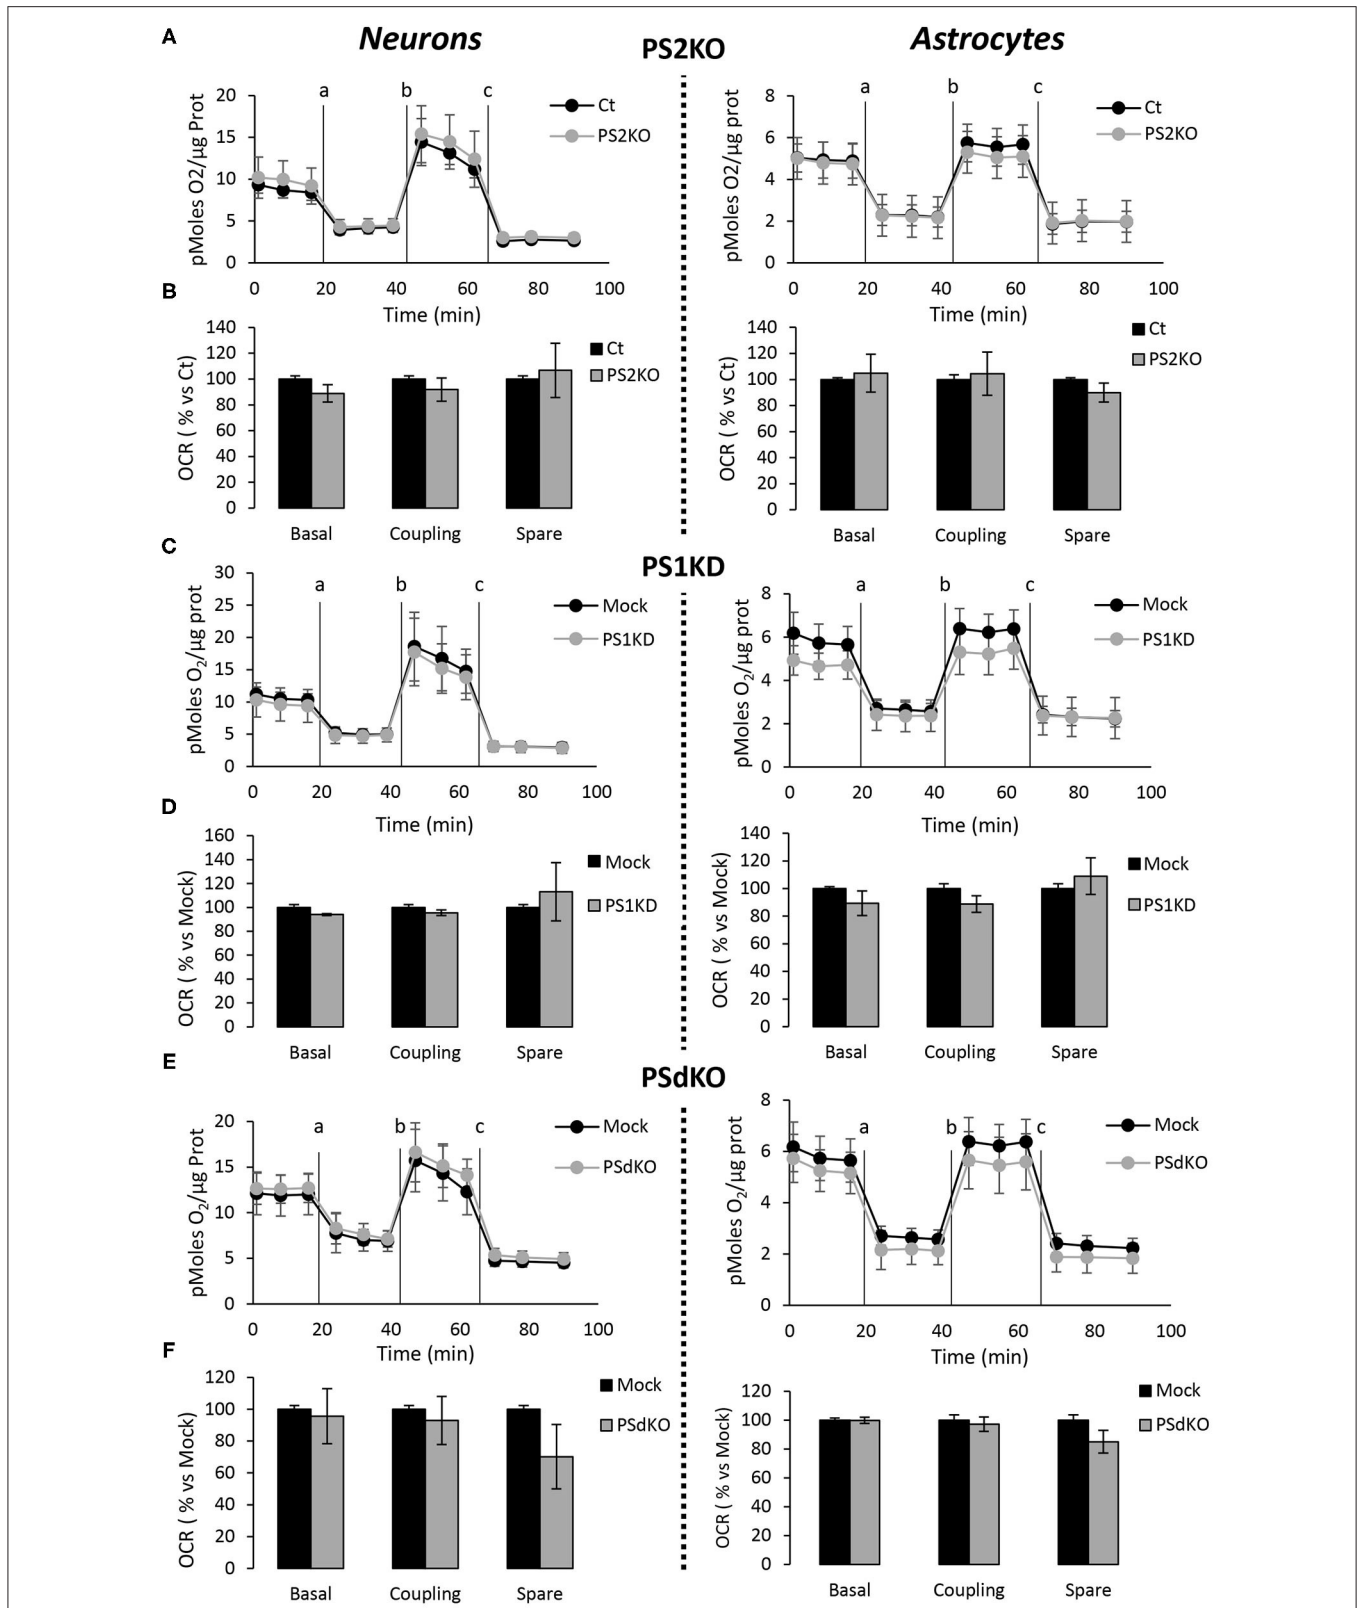 A
Neurons
PS2KO
Astrocytes
pMoles O2/µg Prot
20
15
10
5
0
a
b
c
Ct
PS2KO
0 20 40 60 80 100
Time (min)
pMoles O2/µg prot
8
6
4
2
0
a
b
c
Ct
PS2KO
0 20 40 60 80 100
Time (min)
B
OCR ( % vs Ct)
140
120
100
80
60
40
20
0
Ct
PS2KO
Basal Coupling Spare
OCR ( % vs Ct)
140
120
100
80
60
40
20
0
Ct
PS2KO
Basal Coupling Spare
C
PS1KD
pMoles O₂/µg prot
30
25
20
15
10
5
0
a
b
c
Mock
PS1KD
0 20 40 60 80 100
Time (min)
pMoles O₂/µg prot
8
6
4
2
0
a
b
c
Mock
PS1KD
0 20 40 60 80 100
Time (min)
D
OCR ( % vs Mock)
160
140
120
100
80
60
40
20
0
Mock
PS1KD
Basal Coupling Spare
OCR ( % vs Mock)
140
120
100
80
60
40
20
0
Mock
PS1KD
Basal Coupling Spare
E
PSdKO
pMoles O₂/µg Prot
20
15
10
5
0
a
b
c
Mock
PSdKO
0 20 40 60 80 100
Time (min)
pMoles O₂/µg prot
8
6
4
2
0
a
b
c
Mock
PSdKO
0 20 40 60 80 100
Time (min)
F
OCR ( % vs Mock)
120
100
80
60
40
20
0
Mock
PSdKO
Basal Coupling Spare
OCR ( % vs Mock)
120
100
80
60
40
20
0
Mock
PSdKO
Basal Coupling Spare